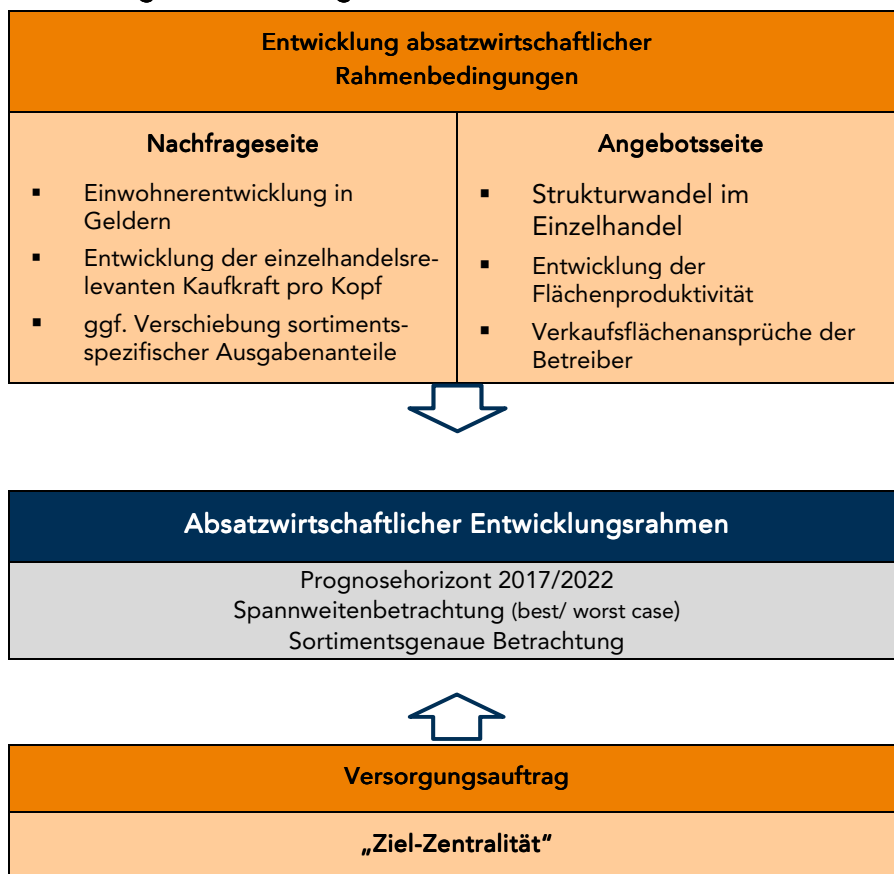 Entwicklung absatzwirtschaftlicher
Rahmenbedingungen
Nachfrageseite
▪ Einwohnerentwicklung in
Geldern
▪ Entwicklung der einzelhandelsre-
levanten Kaufkraft pro Kopf
▪ ggf. Verschiebung sortiments-
spezifischer Ausgabenanteile
Angebotsseite
▪ Strukturwandel im
Einzelhandel
▪ Entwicklung der
Flächenproduktivität
▪ Verkaufsflächenansprüche der
Betreiber
Absatzwirtschaftlicher Entwicklungsrahmen
Prognosehorizont 2017/2022
Spannweitenbetrachtung (best/ worst case)
Sortimentsgenaue Betrachtung
Versorgungsauftrag
„Ziel-Zentralität“